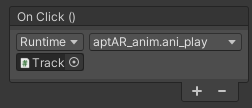 On Click ()
Runtime aptAR_anim.ani_play
Track